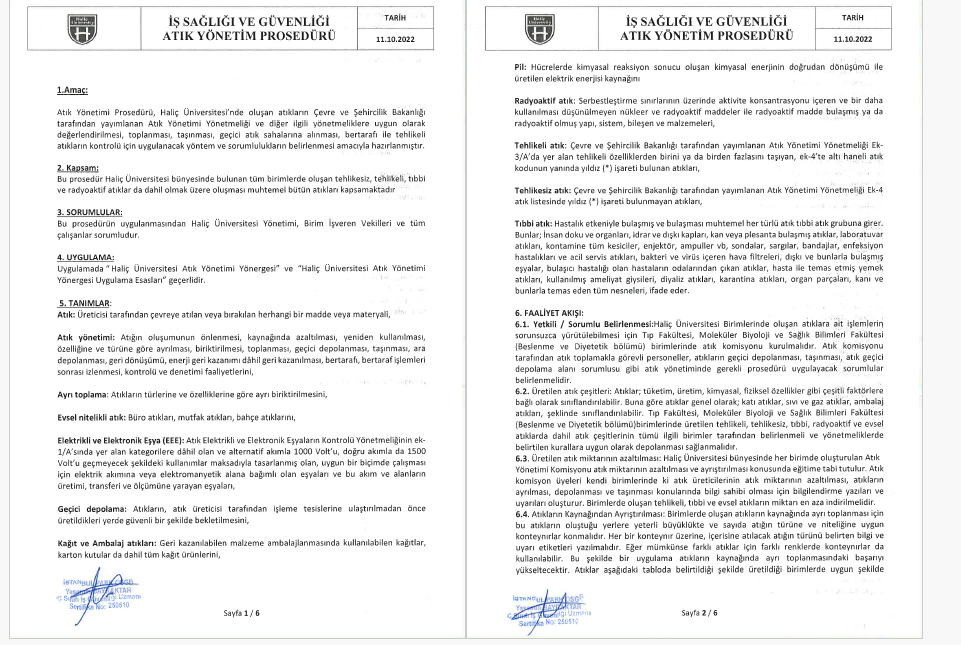 Haliç
Üniversitesi
İŞ SAĞLIĞI VE GÜVENLİĞİ
ATIK YÖNETİM PROSEDÜRÜ
TARİH
11.10.2022
1.Amaç:
Atık Yönetimi Prosedürü, Haliç Üniversitesi'nde oluşan atıkların Çevre ve Şehircilik Bakanlığı
tarafından yayımlanan Atık Yönetimi Yönetmeliği ve diğer ilgili yönetmeliklere uygun olarak
değerlendirilmesi, toplanması, taşınması, geçici atık sahalarına alınması, bertarafı ile tehlikeli
atıkların kontrolü için uygulanacak yöntem ve sorumlulukların belirlenmesi amacıyla hazırlanmıştır.
2. Kapsam:
Bu prosedür Haliç Üniversitesi bünyesinde bulunan tüm birimlerde oluşan tehlikesiz, tehlikeli, tıbbi
ve radyoaktif atıklar da dahil olmak üzere oluşması muhtemel bütün atıkları kapsamaktadır
3. SORUMLULAR:
Bu prosedürün uygulanmasından Haliç Üniversitesi Yönetimi, Birim İşveren Vekilleri ve tüm
çalışanlar sorumludur.
4. UYGULAMA:
Uygulamada "Haliç Üniversitesi Atık Yönetimi Yönergesi" ve "Haliç Üniversitesi Atık Yönetimi
Yönergesi Uygulama Esasları" geçerlidir.
5. TANIMLAR:
Atık: Üreticisi tarafından çevreye atılan veya bırakılan herhangi bir madde veya materyali,
Atık yönetimi: Atığın oluşumunun önlenmesi, kaynağında azaltılması, yeniden kullanılması,
özelliğine ve türüne göre ayrılması, biriktirilmesi, toplanması, geçici depolanması, taşınması, ara
depolanması, geri dönüşümü, enerji geri kazanımı dâhil geri kazanılması, bertarafı, bertaraf işlemleri
sonrası izlenmesi, kontrolü ve denetimi faaliyetlerini,
Ayrı toplama: Atıkların türlerine ve özelliklerine göre ayrı biriktirilmesini,
Evsel nitelikli atık: Büro atıkları, mutfak atıkları, bahçe atıklarını,
Elektrikli ve Elektronik Eşya (EEE): Atık Elektrikli ve Elektronik Eşyaların Kontrolü Yönetmeliğinin ek-
1/A'sında yer alan kategorilere dâhil olan ve alternatif akımla 1000 Volt'u, doğru akımla da 1500
Volt'u geçmeyecek şekildeki kullanımlar maksadıyla tasarlanmış olan, uygun bir biçimde çalışması
için elektrik akımına veya elektromanyetik alana bağımlı olan eşyaları ve bu akım ve alanların
üretimi, transferi ve ölçümüne yarayan eşyaları,
Geçici depolama: Atıkların, atık üreticisi tarafından işleme tesislerine ulaştırılmadan önce
üretildikleri yerde güvenli bir şekilde bekletilmesini,
Kağıt ve Ambalaj atıkları: Geri kazanılabilen malzeme ambalajlanmasında kullanılabilen kağıtlar,
karton kutular da dahil tüm kağıt ürünlerini,
İSTANBUL PARK OSGB
C Sınıfı İş Güvenliği Uzmanı
Sertifika No: 250510
Sayfa 1 / 6
Haliç
Üniversitesi
İŞ SAĞLIĞI VE GÜVENLİĞİ
ATIK YÖNETİM PROSEDÜRÜ
TARİH
11.10.2022
Pil: Hücrelerde kimyasal reaksiyon sonucu oluşan kimyasal enerjinin doğrudan dönüşümü ile
üretilen elektrik enerjisi kaynağını
Radyoaktif atık: Serbestleştirme sınırlarının üzerinde aktivite konsantrasyonu içeren ve bir daha
kullanılması düşünülmeyen nükleer ve radyoaktif maddeler ile radyoaktif madde bulaşmış ya da
radyoaktif olmuş yapı, sistem, bileşen ve malzemeleri,
Tehlikeli atık: Çevre ve Şehircilik Bakanlığı tarafından yayımlanan Atık Yönetimi Yönetmeliği Ek-
3/A'da yer alan tehlikeli özelliklerden birini ya da birden fazlasını taşıyan, ek-4'te altı haneli atık
kodunun yanında yıldız (*) işareti bulunan atıkları,
Tehlikesiz atık: Çevre ve Şehircilik Bakanlığı tarafından yayımlanan Atık Yönetimi Yönetmeliği Ek-4
atık listesinde yıldız (*) işareti bulunmayan atıkları,
Tıbbi atık: Hastalık etkeniyle bulaşmış ve bulaşması muhtemel her türlü atık tıbbi atık grubuna girer.
Bunlar; İnsan doku ve organları, idrar ve dışkı kapları, kan veya plesanta bulaşmış atıklar, laboratuvar
atıkları, kontamine tüm kesiciler, enjektör, ampuller vb, sondalar, sargılar, bandajlar, enfeksiyon
hastalıkları ve acil servis atıkları, bakteri ve virüs içeren hava filtreleri, dışkı ve bunlarla bulaşmış
eşyalar, bulaşıcı hastalığı olan hastaların odalarından çıkan atıklar, hasta ile temas etmiş yemek
atıkları, kullanılmış ameliyat giysileri, diyaliz atıkları, karantina atıkları, organ parçaları, kanı ve
bunlarla temas eden tüm nesneleri, ifade eder.
6. FAALİYET AKIŞI:
6.1. Yetkili / Sorumlu Belirlenmesi:Haliç Üniversitesi Birimlerinde oluşan atıklara ait işlemlerin
sorunsuzca yürütülebilmesi için Tıp Fakültesi, Moleküler Biyoloji ve Sağlık Bilimleri Fakültesi
(Beslenme ve Diyetetik bölümü) birimlerinde atık komisyonu kurulmalıdır. Atık komisyonu
tarafından atık toplamakla görevli personeller, atıkların geçici depolanması, taşınması, atık geçici
depolama alanı sorumlusu gibi atık yönetiminde gerekli prosedürü uygulayacak sorumlular
belirlenmelidir.
6.2. Üretilen atık çeşitleri: Atıklar; tüketim, üretim, kimyasal, fiziksel özellikler gibi çeşitli faktörlere
bağlı olarak sınıflandırılabilir. Buna göre atıklar genel olarak; katı atıklar, sıvı ve gaz atıklar, ambalaj
atıkları, şeklinde sınıflandırılabilir. Tıp Fakültesi, Moleküler Biyoloji ve Sağlık Bilimleri Fakültesi
(Beslenme ve Diyetetik bölümü)birimlerinde üretilen tehlikeli, tehlikesiz, tıbbi, radyoaktif ve evsel
atıklarda dahil atık çeşitlerinin tümü ilgili birimler tarafından belirlenmeli ve yönetmeliklerde
belirtilen kurallara uygun olarak depolanması sağlanmalıdır.
6.3. Üretilen atık miktarının azaltılması: Haliç Üniversitesi bünyesinde her birimde oluşturulan Atık
Yönetimi Komisyonu atık miktarının azaltılması ve ayrıştırılması konusunda eğitime tabi tutulur. Atık
komisyon üyeleri kendi birimlerinde ki atık üreticilerinin atık miktarının azaltılması, atıkların
ayrılması, depolanması ve taşınması konularında bilgi sahibi olması için bilgilendirme yazıları ve
uyarıları oluşturur. Birimlerde oluşan tehlikeli, tıbbi ve evsel atıkların miktarı en aza indirilmelidir.
6.4. Atıkların Kaynağından Ayrıştırılması: Birimlerde oluşan atıkların kaynağında ayrı toplanması için
bu atıkların oluştuğu yerlere yeterli büyüklükte ve sayıda atığın türüne ve niteliğine uygun
konteynırlar konmalıdır. Her bir konteynır üzerine, içerisine atılacak atığın türünü belirten bilgi ve
uyarı etiketleri yazılmalıdır. Eğer mümkünse farklı atıklar için farklı renklerde konteynırlar da
kullanılmalıdır. Bu şekilde bir uygulama atıkların kaynağında ayrı toplanmasındaki başarıyı
yükseltecektir. Atıklar aşağıdaki tabloda belirtildiği şekilde üretildiği birimlerde uygun şekilde
İSTANBUL PARK OSGB
C Sınıfı İş Güvenliği Uzmanı
Sertifika No: 250510
Sayfa 2 / 6